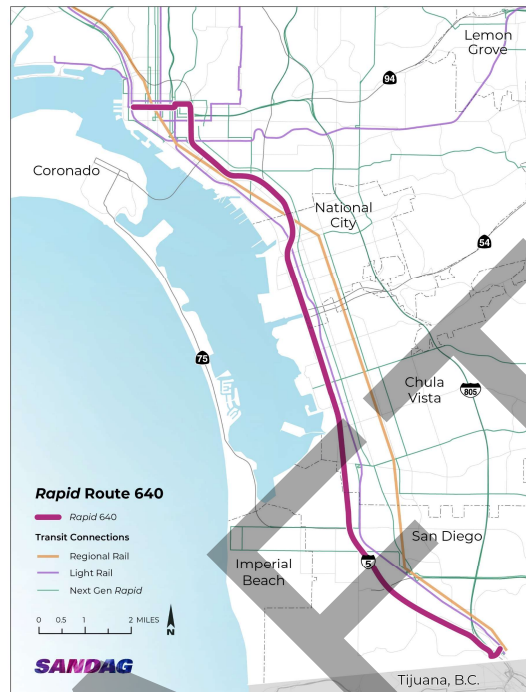 Lemon
Grove
94
Coronado
National
City
54
75
Chula
Vista
805
Rapid Route 640
Rapid 640
Transit Connections
Regional Rail
Light Rail
Next Gen Rapid
0 0.5 1 2 MILES
N
San Diego
Imperial
Beach
5
SANDAG
Tijuana, B.C.